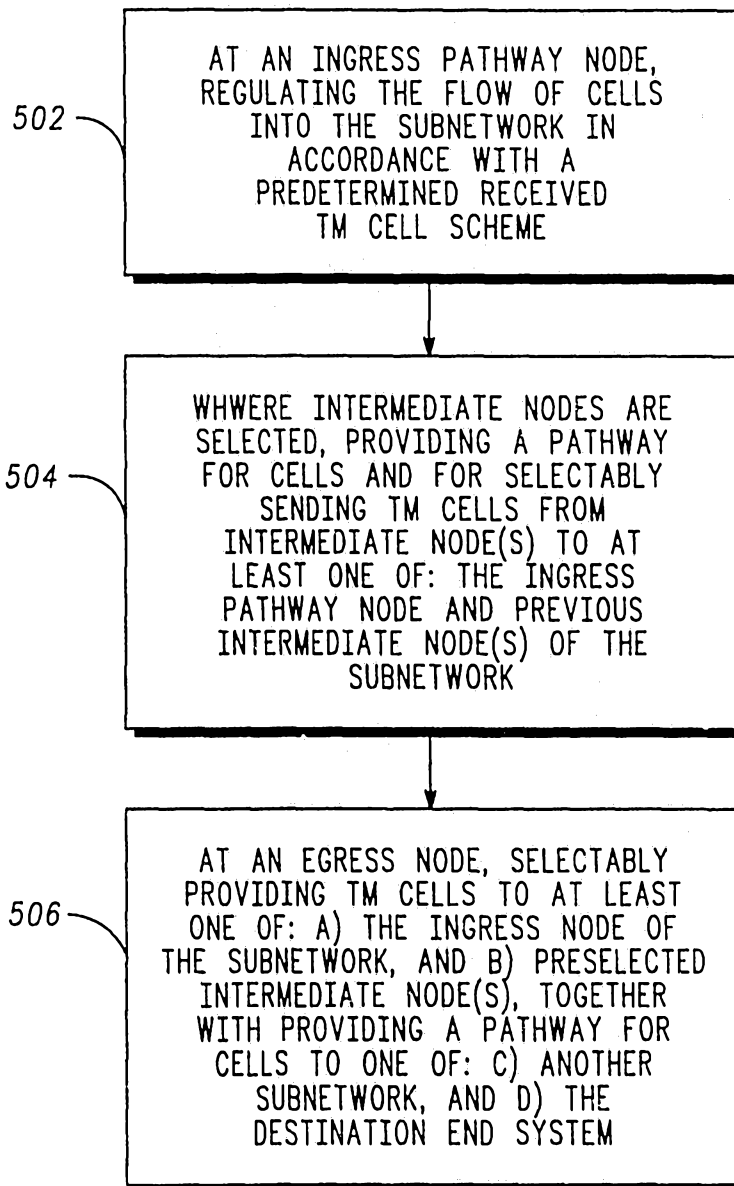 502
AT AN INGRESS PATHWAY NODE,
REGULATING THE FLOW OF CELLS
INTO THE SUBNETWORK IN
ACCORDANCE WITH A
PREDETERMINED RECEIVED
TM CELL SCHEME
504
WHWERE INTERMEDIATE NODES ARE
SELECTED, PROVIDING A PATHWAY
FOR CELLS AND FOR SELECTABLY
SENDING TM CELLS FROM
INTERMEDIATE NODE(S) TO AT
LEAST ONE OF: THE INGRESS
PATHWAY NODE AND PREVIOUS
INTERMEDIATE NODE(S) OF THE
SUBNETWORK
506
AT AN EGRESS NODE, SELECTABLY
PROVIDING TM CELLS TO AT LEAST
ONE OF: A) THE INGRESS NODE OF
THE SUBNETWORK, AND B) PRESELECTED
INTERMEDIATE NODE(S), TOGETHER
WITH PROVIDING A PATHWAY FOR
CELLS TO ONE OF: C) ANOTHER
SUBNETWORK, AND D) THE
DESTINATION END SYSTEM